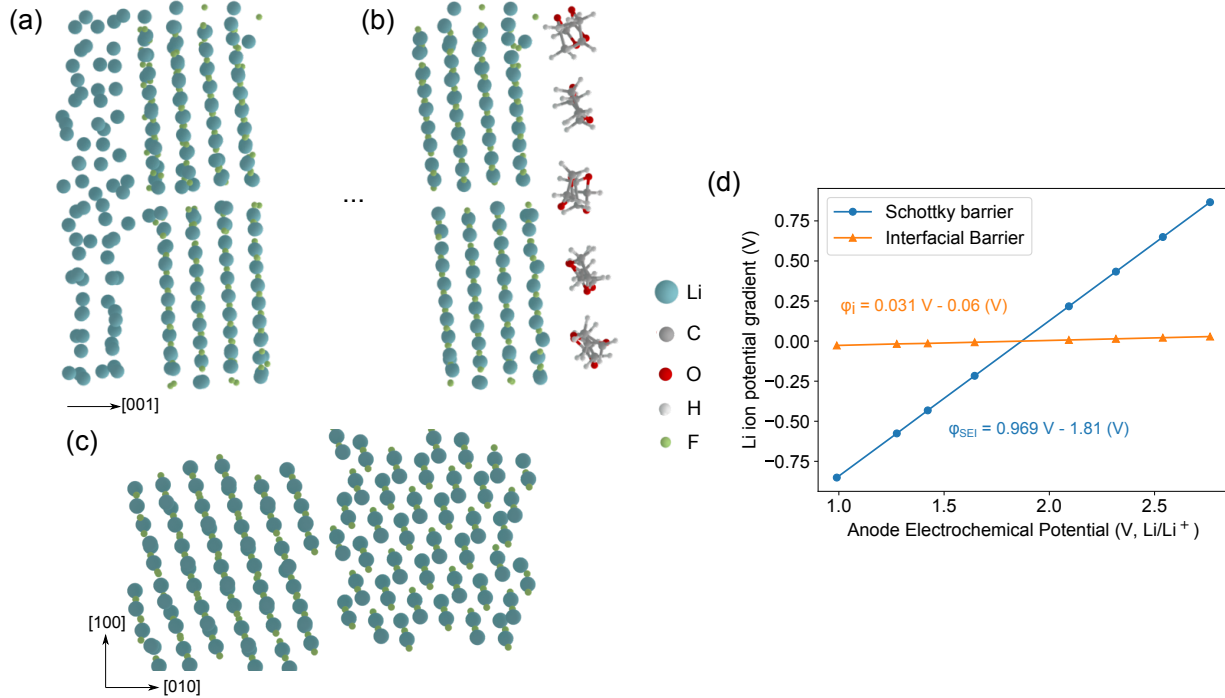 (a)
(b)
...
[001]
Li
C
O
H
F
(c)
[100]
[010]
(d)
Schottky barrier
Interfacial Barrier
φi = 0.031 V - 0.06 (V)
φSEI = 0.969 V - 1.81 (V)
Li ion potential gradient (V)
0.75
0.50
0.25
0.00
−0.25
−0.50
−0.75
1.0 1.5 2.0 2.5
Anode Electrochemical Potential (V, Li/Li⁺)